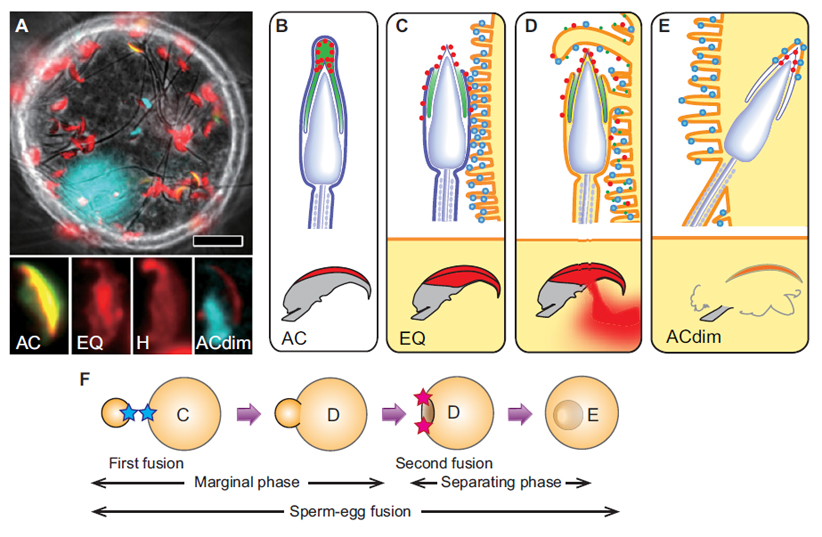 A
B
C
D
E
AC
EQ
H
ACdim
AC
EQ
ACdim
F
C
D
D
E
First fusion
Second fusion
Marginal phase
Separating phase
Sperm-egg fusion